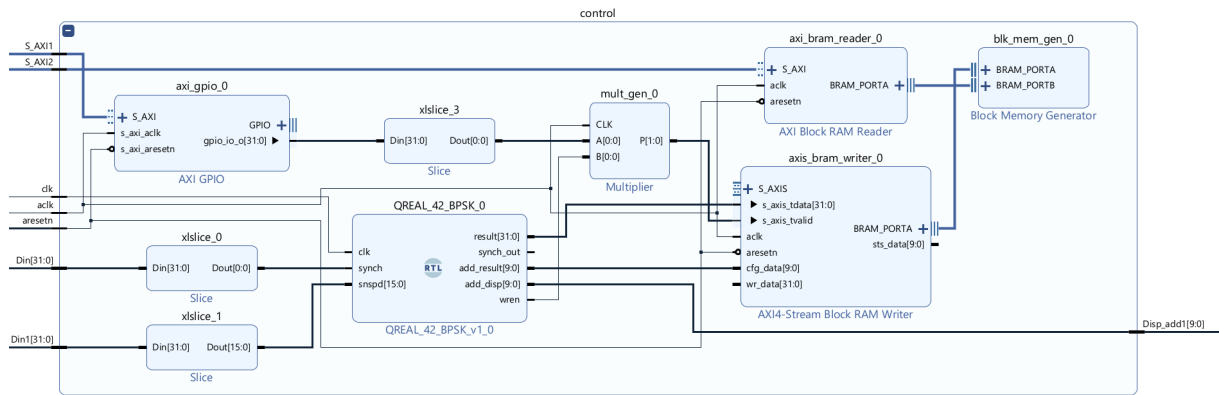 control
S_AXI1
S_AXI2
axi_gpio_0
S_AXI
s_axi_aclk
s_axi_aresetn
GPIO
gpio_io_o[31:0]
AXI GPIO
xlslice_3
Din[31:0]
Dout[0:0]
Slice
mult_gen_0
CLK
A[0:0]
B[0:0]
P[1:0]
Multiplier
axi_bram_reader_0
S_AXI
aclk
aresetn
BRAM_PORTA
AXI Block RAM Reader
blk_mem_gen_0
BRAM_PORTA
BRAM_PORTB
Block Memory Generator
axis_bram_writer_0
S_AXIS
s_axis_tdata[31:0]
s_axis_tvalid
aclk
aresetn
cfg_data[9:0]
wr_data[31:0]
BRAM_PORTA
sts_data[9:0]
AXI4-Stream Block RAM Writer
clk
aclk
aresetn
Din[31:0]
Din1[31:0]
xlslice_0
Din[31:0]
Dout[0:0]
Slice
xlslice_1
Din[31:0]
Dout[15:0]
Slice
QREAL_42_BPSK_0
clk
synch
snspd[15:0]
RTL
result[31:0]
synch_out
add_result[9:0]
add_disp[9:0]
wren
QREAL_42_BPSK_v1_0
Disp_add1[9:0]